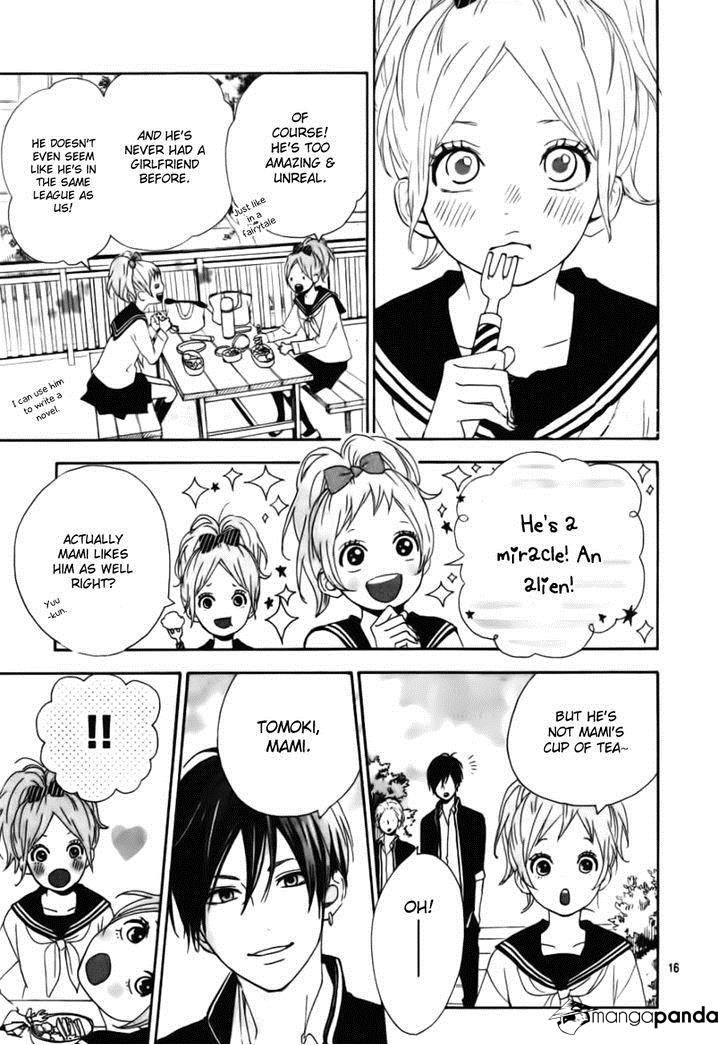 OF
COURSE!
HE'S TOO
AMAZING &
UNREAL.
Just like
in a
fairytale
AND HE'S
NEVER HAD A
GIRLFRIEND
BEFORE.
HE DOESN'T
EVEN SEEM
LIKE HE'S IN
THE SAME
LEAGUE AS
US!
I can use him
to write a
novel.
He's a
miracle! An
alien!
ACTUALLY
MAMI LIKES
HIM AS WELL
RIGHT?
Yuu
-kun.
BUT HE'S
NOT MAMI'S
CUP OF TEA~
OH!
TOMOKI,
MAMI.
!!
16
mangapanda